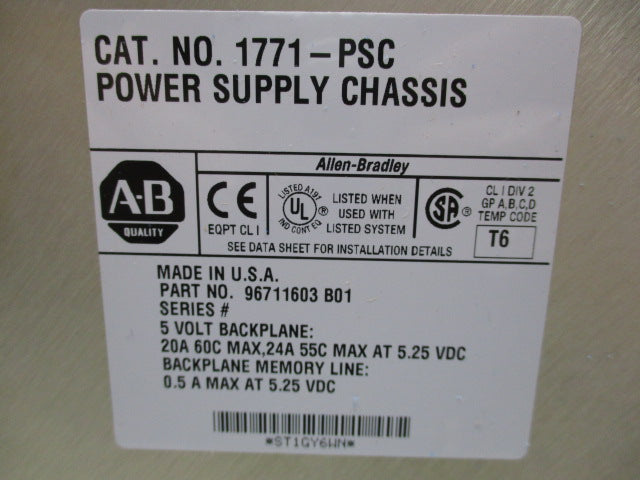 CAT. NO. 1771-PSC
POWER SUPPLY CHASSIS
Allen-Bradley
A-B
QUALITY
CE
EQPT CL I
LISTED A197
UL
®
IND CONT EQ
LISTED WHEN
USED WITH
LISTED SYSTEM
SA
®
CL I DIV 2
GP A,B,C,D
TEMP CODE
T6
SEE DATA SHEET FOR INSTALLATION DETAILS
MADE IN U.S.A.
PART NO. 96711603 B01
SERIES #
5 VOLT BACKPLANE:
20A 60C MAX,24A 55C MAX AT 5.25 VDC
BACKPLANE MEMORY LINE:
0.5 A MAX AT 5.25 VDC
*ST1GY6WN*